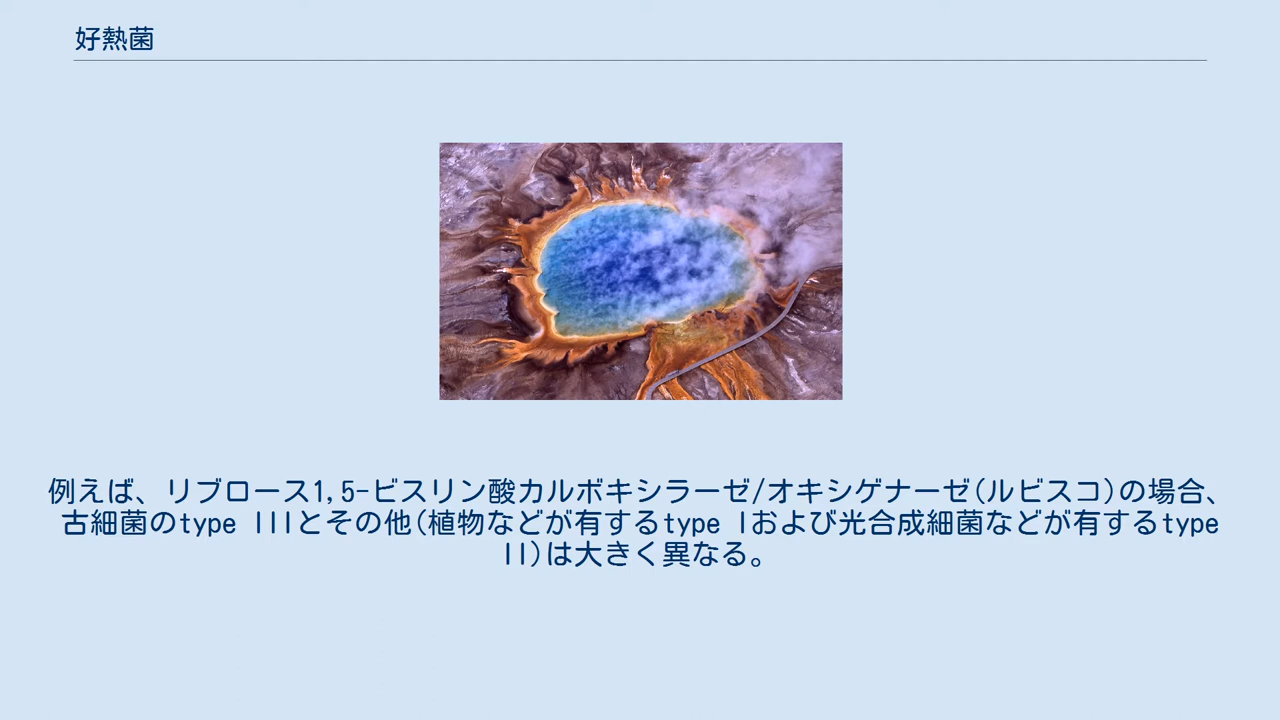 好熱菌
例えば、リブロース1,5-ビスリン酸カルボキシラーゼ/オキシゲナーゼ(ルビスコ)の場合、
古細菌のtype IIIとその他(植物などが有するtype Iおよび光合成細菌などが有するtype
II)は大きく異なる。